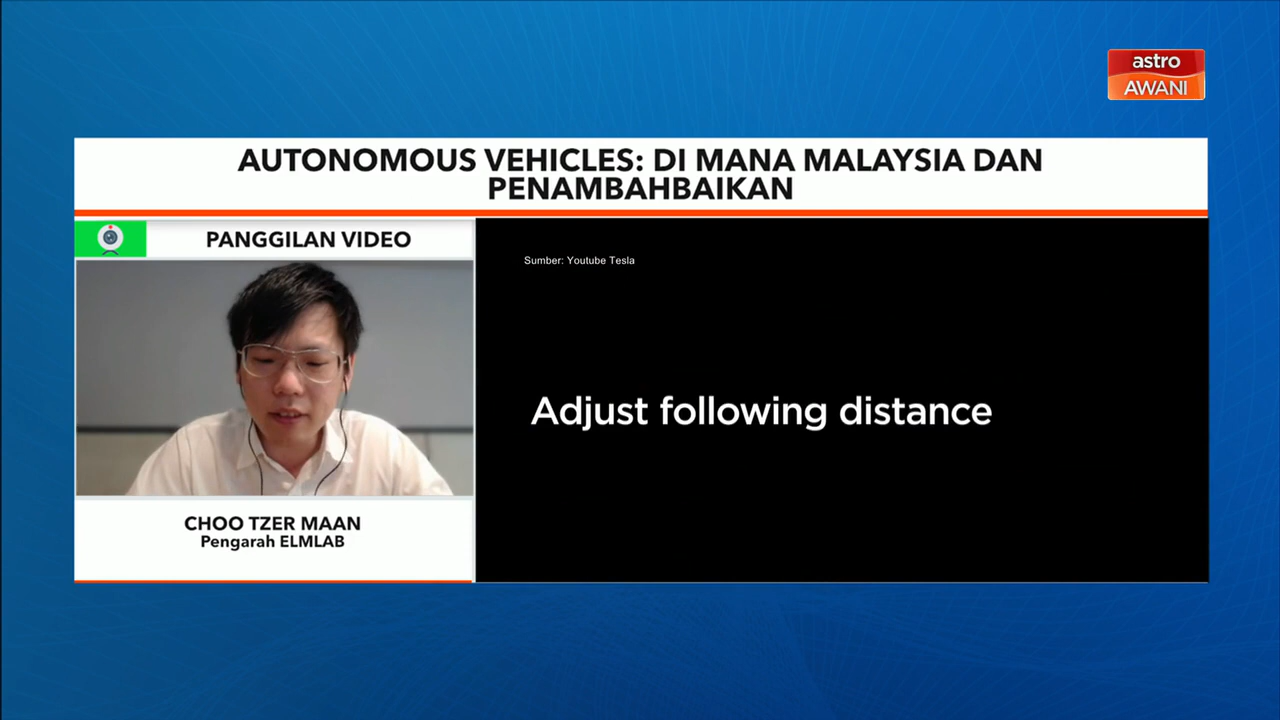 astro
AWANI
AUTONOMOUS VEHICLES: DI MANA MALAYSIA DAN
PENAMBAHBAIKAN
PANGGILAN VIDEO
Sumber: Youtube Tesla
Adjust following distance
CHOO TZER MAAN
Pengarah ELMLAB